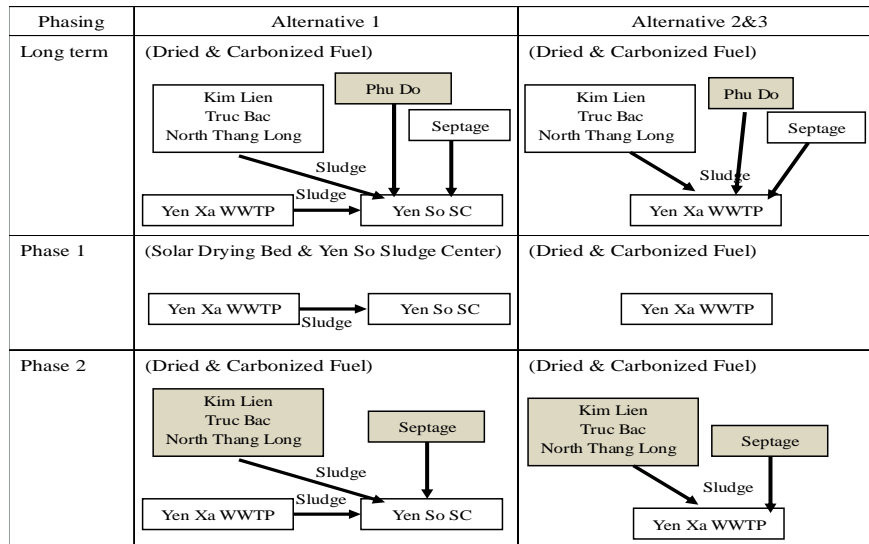 Phasing
Alternative 1
Alternative 2&3
Long term
(Dried & Carbonized Fuel)
Kim Lien
Truc Bac
North Thang Long
Phu Do
Septage
Sludge
Sludge
Yen Xa WWTP
Yen So SC
(Dried & Carbonized Fuel)
Kim Lien
Truc Bac
North Thang Long
Phu Do
Septage
Sludge
Yen Xa WWTP
Phase 1
(Solar Drying Bed & Yen So Sludge Center)
Yen Xa WWTP
Sludge
Yen So SC
(Dried & Carbonized Fuel)
Yen Xa WWTP
Phase 2
(Dried & Carbonized Fuel)
Kim Lien
Truc Bac
North Thang Long
Septage
Sludge
Sludge
Yen Xa WWTP
Yen So SC
(Dried & Carbonized Fuel)
Kim Lien
Truc Bac
North Thang Long
Septage
Sludge
Yen Xa WWTP